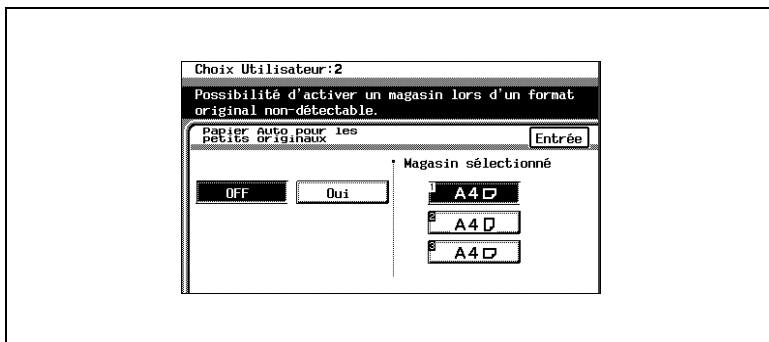 Choix Utilisateur:2
Possibilité d'activer un magasin lors d'un format
original non-détectable.
Papier Auto pour les
petits originaux
Entrée
Magasin sélectionné
OFF
Oui
1 A4
2 A4
3 A4